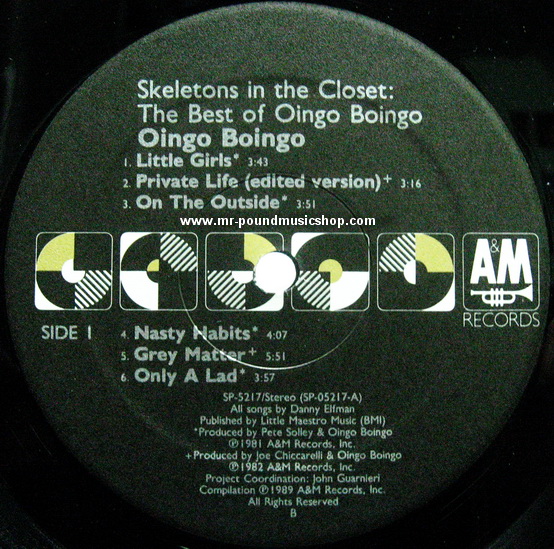 Skeletons in the Closet:
The Best of Oingo Boingo
Oingo Boingo
1. Little Girls* 3:43
2. Private Life (edited version)+ 3:16
3. On The Outside* 3:51
www.mr-poundmusicshop.com
A&M
RECORDS
SIDE 1
4. Nasty Habits* 4:07
5. Grey Matter+ 5:51
6. Only A Lad* 3:57
SP-5217/Stereo (SP-05217-A)
All songs by Danny Elfman
Published by Little Maestro Music (BMI)
*Produced by Pete Solley & Oingo Boingo
℗1981 A&M Records, Inc.
+Produced by Joe Chiccarelli & Oingo Boingo
℗1982 A&M Records, Inc.
Project Coordination: John Guarnieri
Compilation ℗1989 A&M Records, Inc.
All Rights Reserved
B